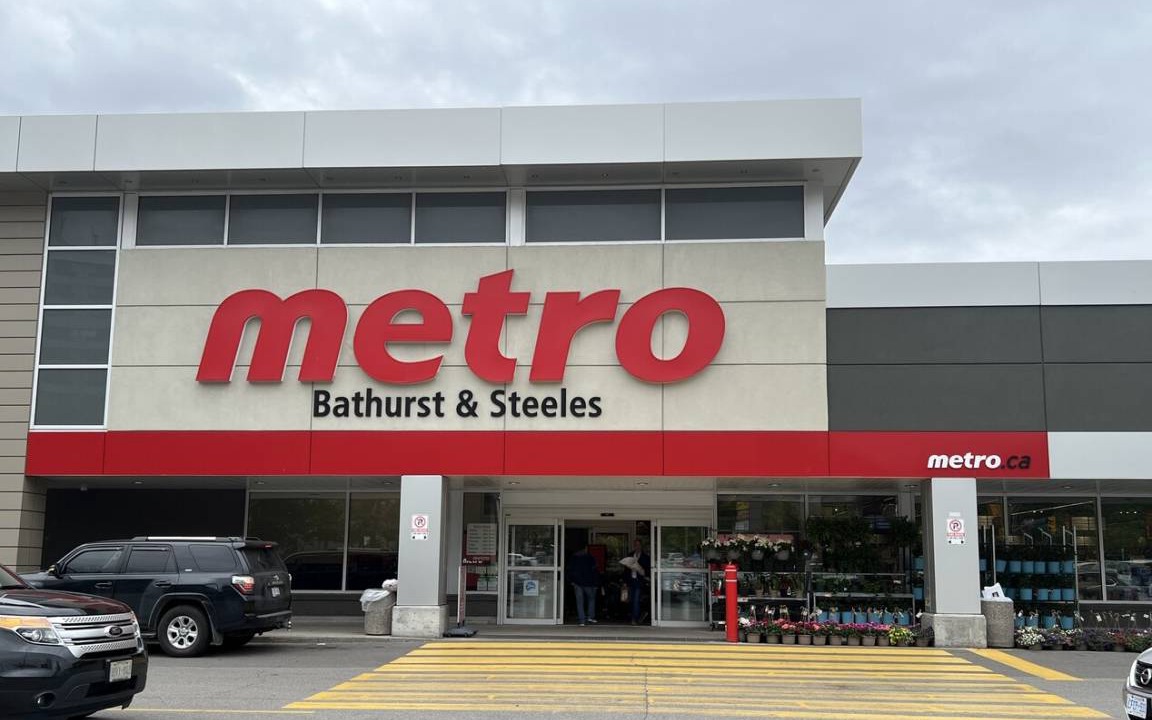 metro
Bathurst & Steeles
metro.ca